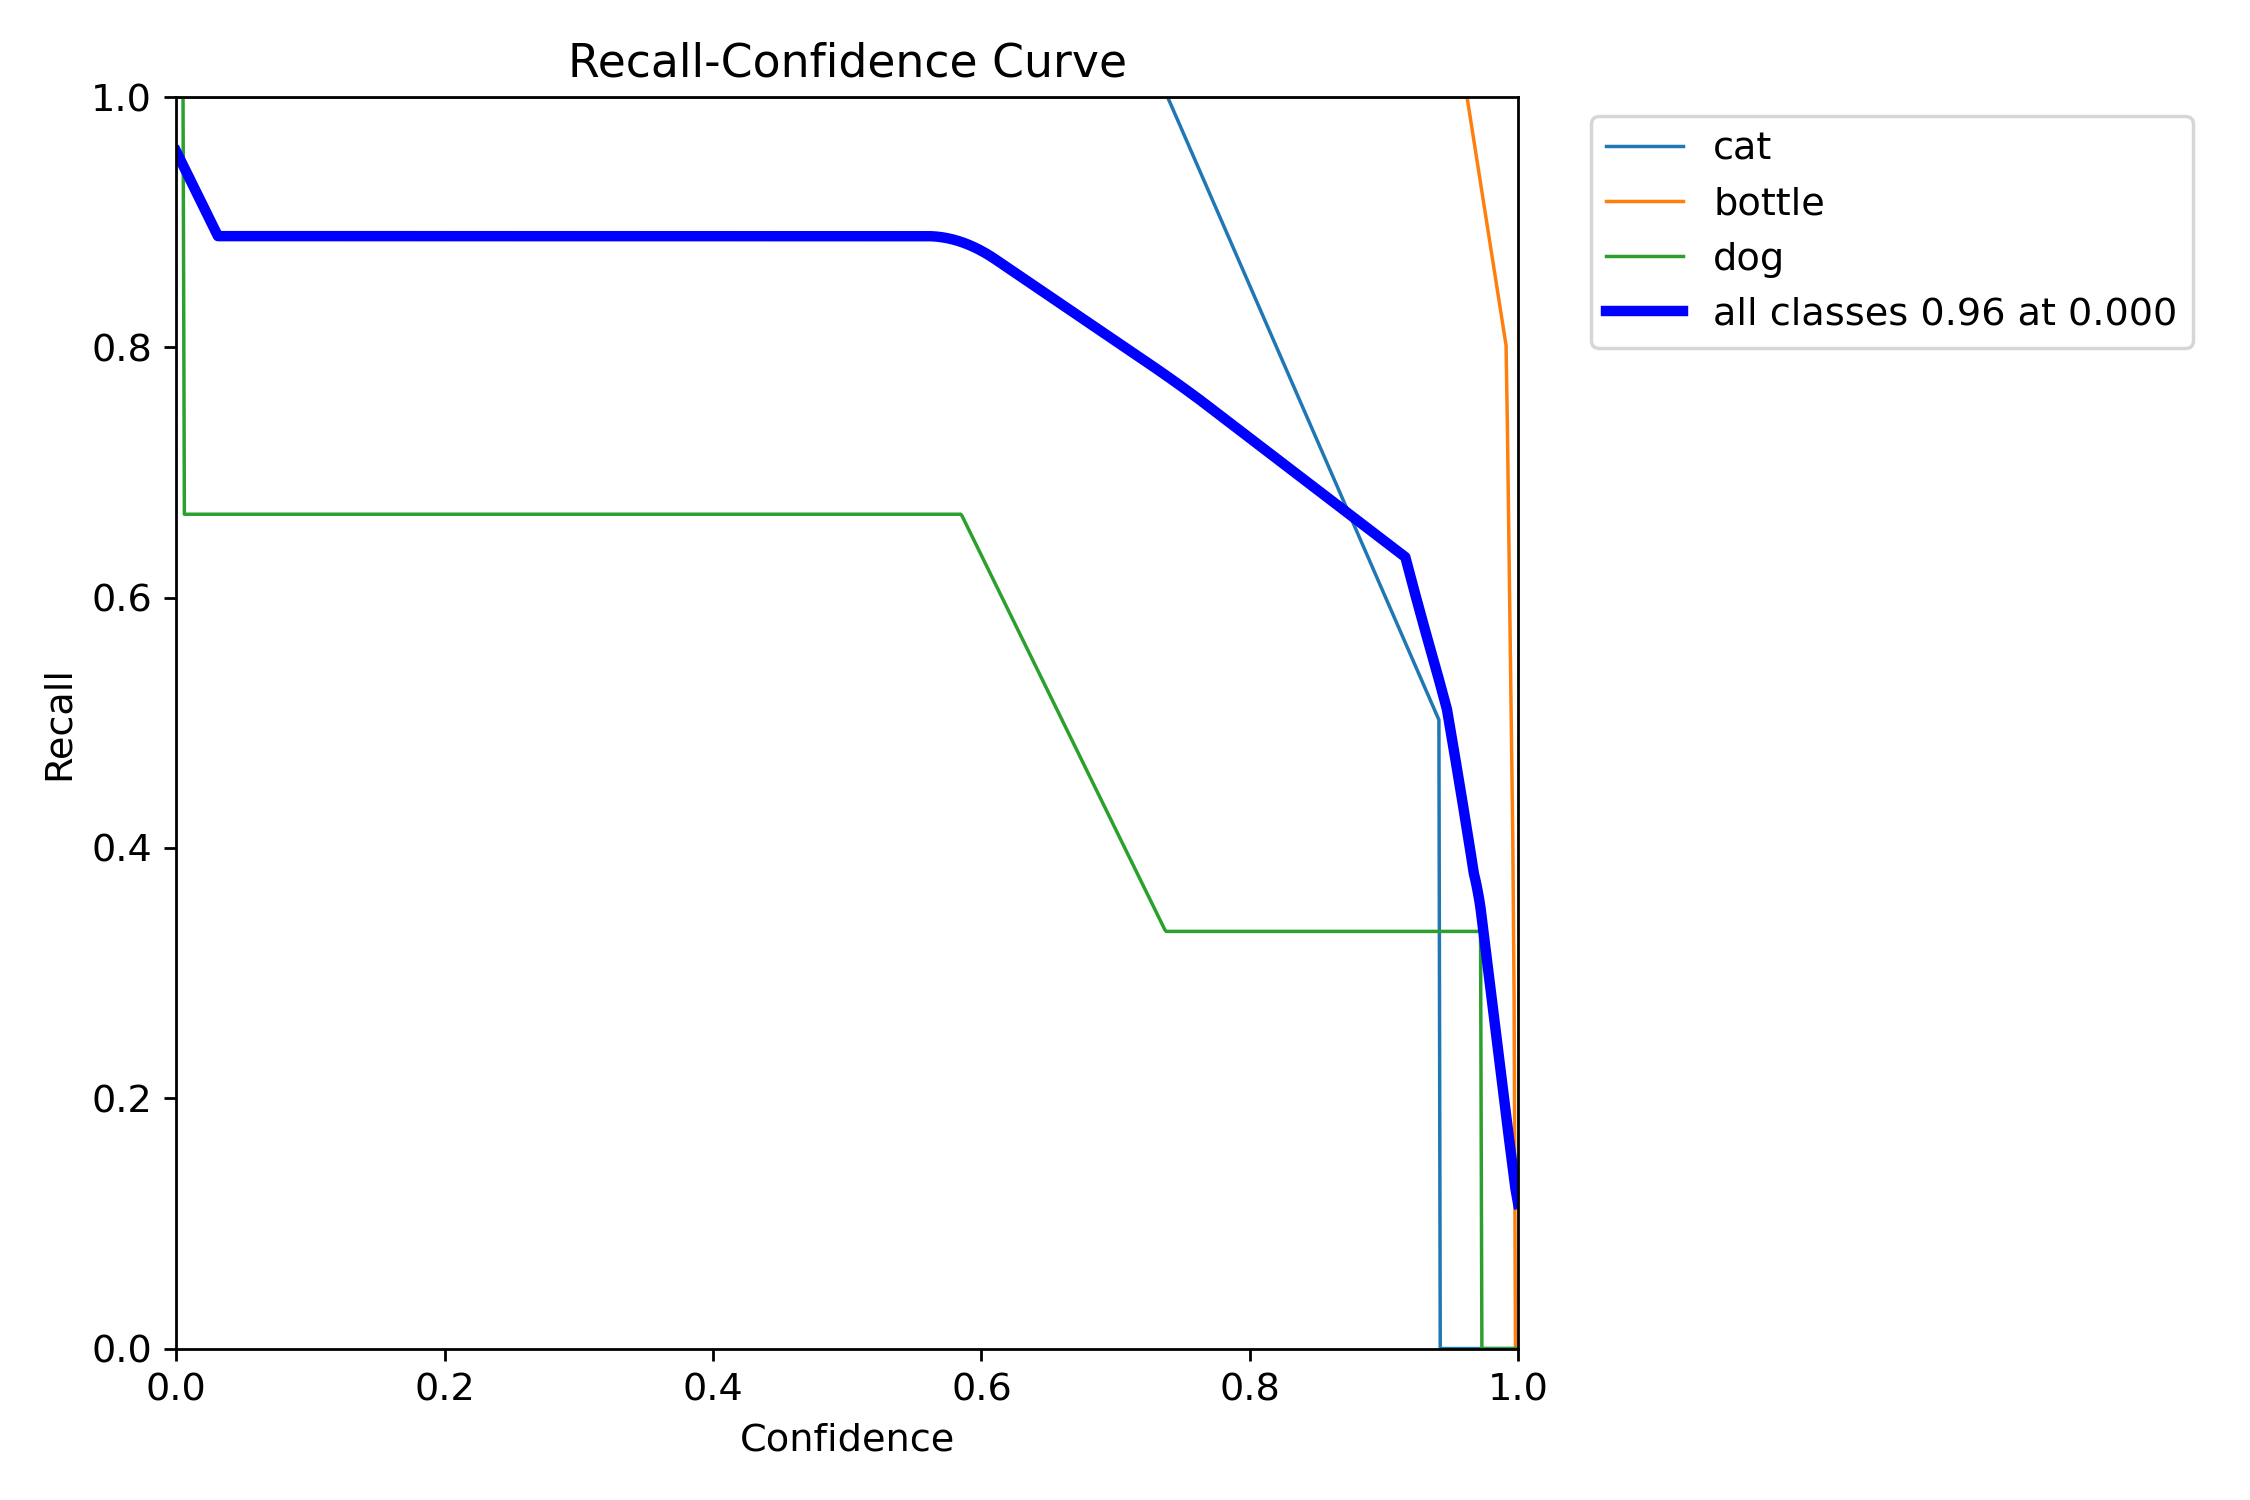 Recall-Confidence Curve
1.0
0.8
0.6
0.4
0.2
0.0
Recall
0.0 0.2 0.4 0.6 0.8 1.0
Confidence
cat
bottle
dog
all classes 0.96 at 0.000